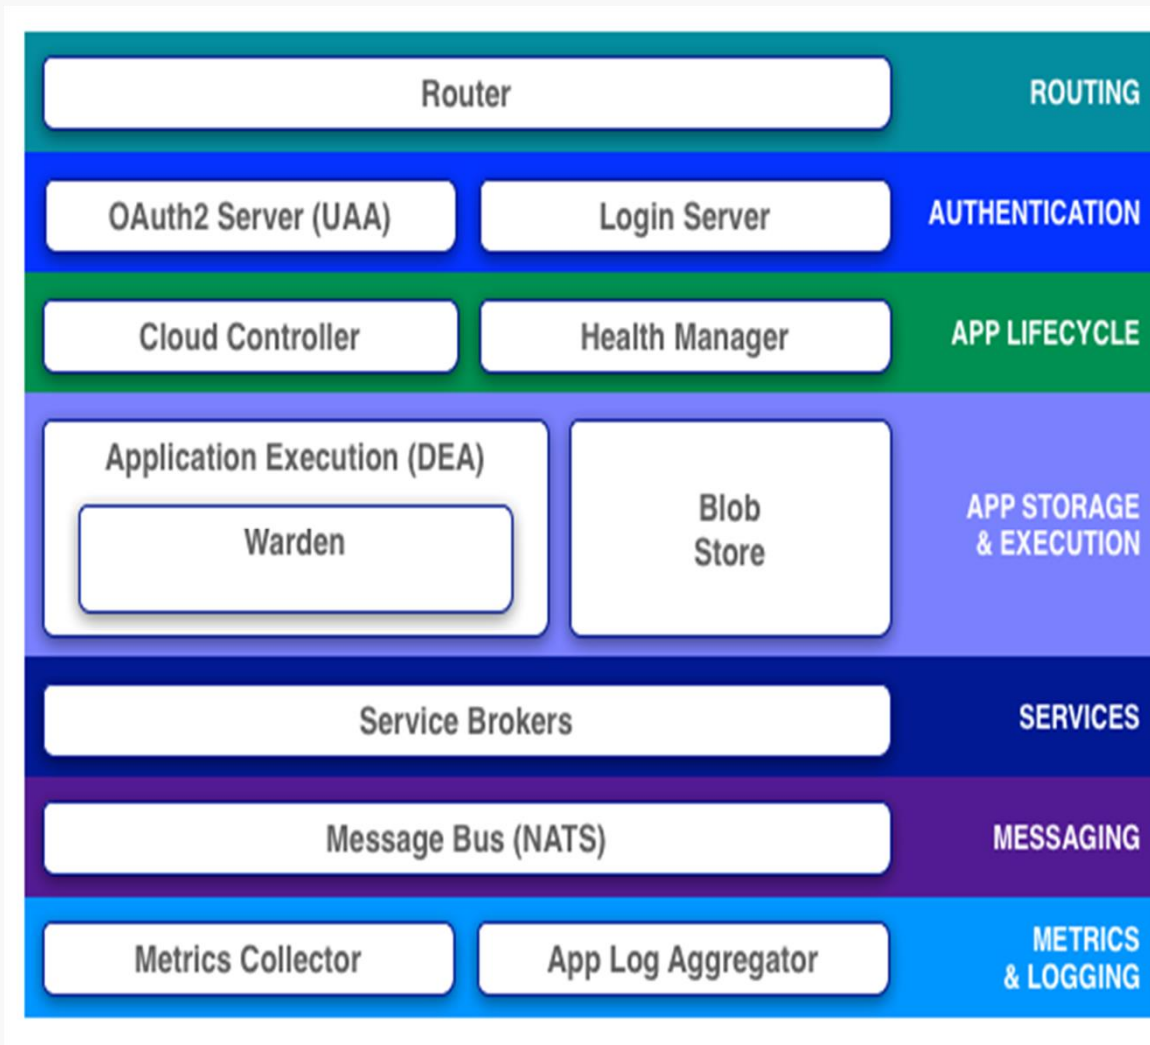 Router
ROUTING
OAuth2 Server (UAA)
Login Server
AUTHENTICATION
Cloud Controller
Health Manager
APP LIFECYCLE
Application Execution (DEA)
Warden
Blob
Store
APP STORAGE
& EXECUTION
Service Brokers
SERVICES
Message Bus (NATS)
MESSAGING
Metrics Collector
App Log Aggregator
METRICS
& LOGGING